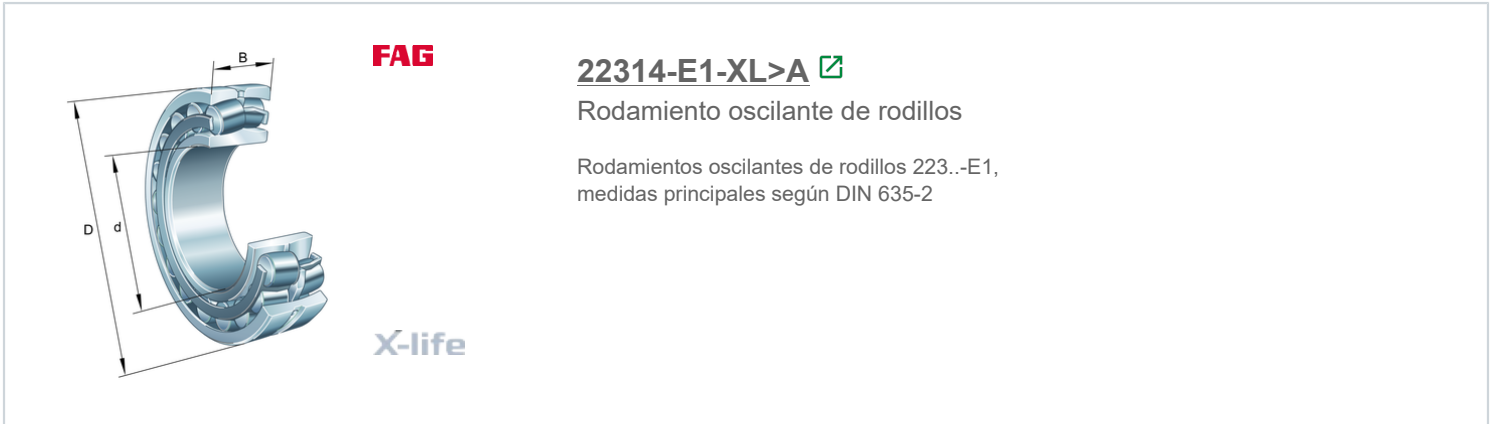 B
FAG
D
d
X-life
22314-E1-XL>A
Rodamiento oscilante de rodillos
Rodamientos oscilantes de rodillos 223..-E1,
medidas principales según DIN 635-2